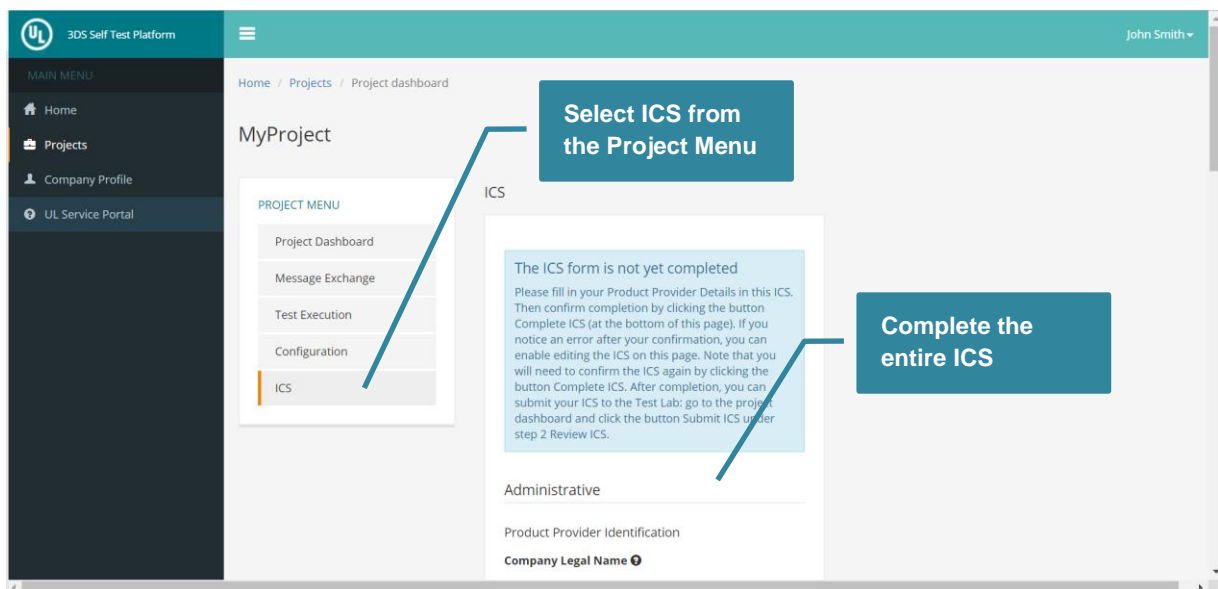 UL
3DS Self Test Platform
John Smith
MAIN MENU
Home
Projects
Company Profile
UL Service Portal
Home / Projects / Project dashboard
MyProject
Select ICS from
the Project Menu
PROJECT MENU
Project Dashboard
Message Exchange
Test Execution
Configuration
ICS
ICS
The ICS form is not yet completed
Please fill in your Product Provider Details in this ICS.
Then confirm completion by clicking the button
Complete ICS (at the bottom of this page). If you
notice an error after your confirmation, you can
enable editing the ICS on this page. Note that you
will need to confirm the ICS again by clicking the
button Complete ICS. After completion, you can
submit your ICS to the Test Lab: go to the project
dashboard and click the button Submit ICS under
step 2 Review ICS.
Complete the
entire ICS
Administrative
Product Provider Identification
Company Legal Name